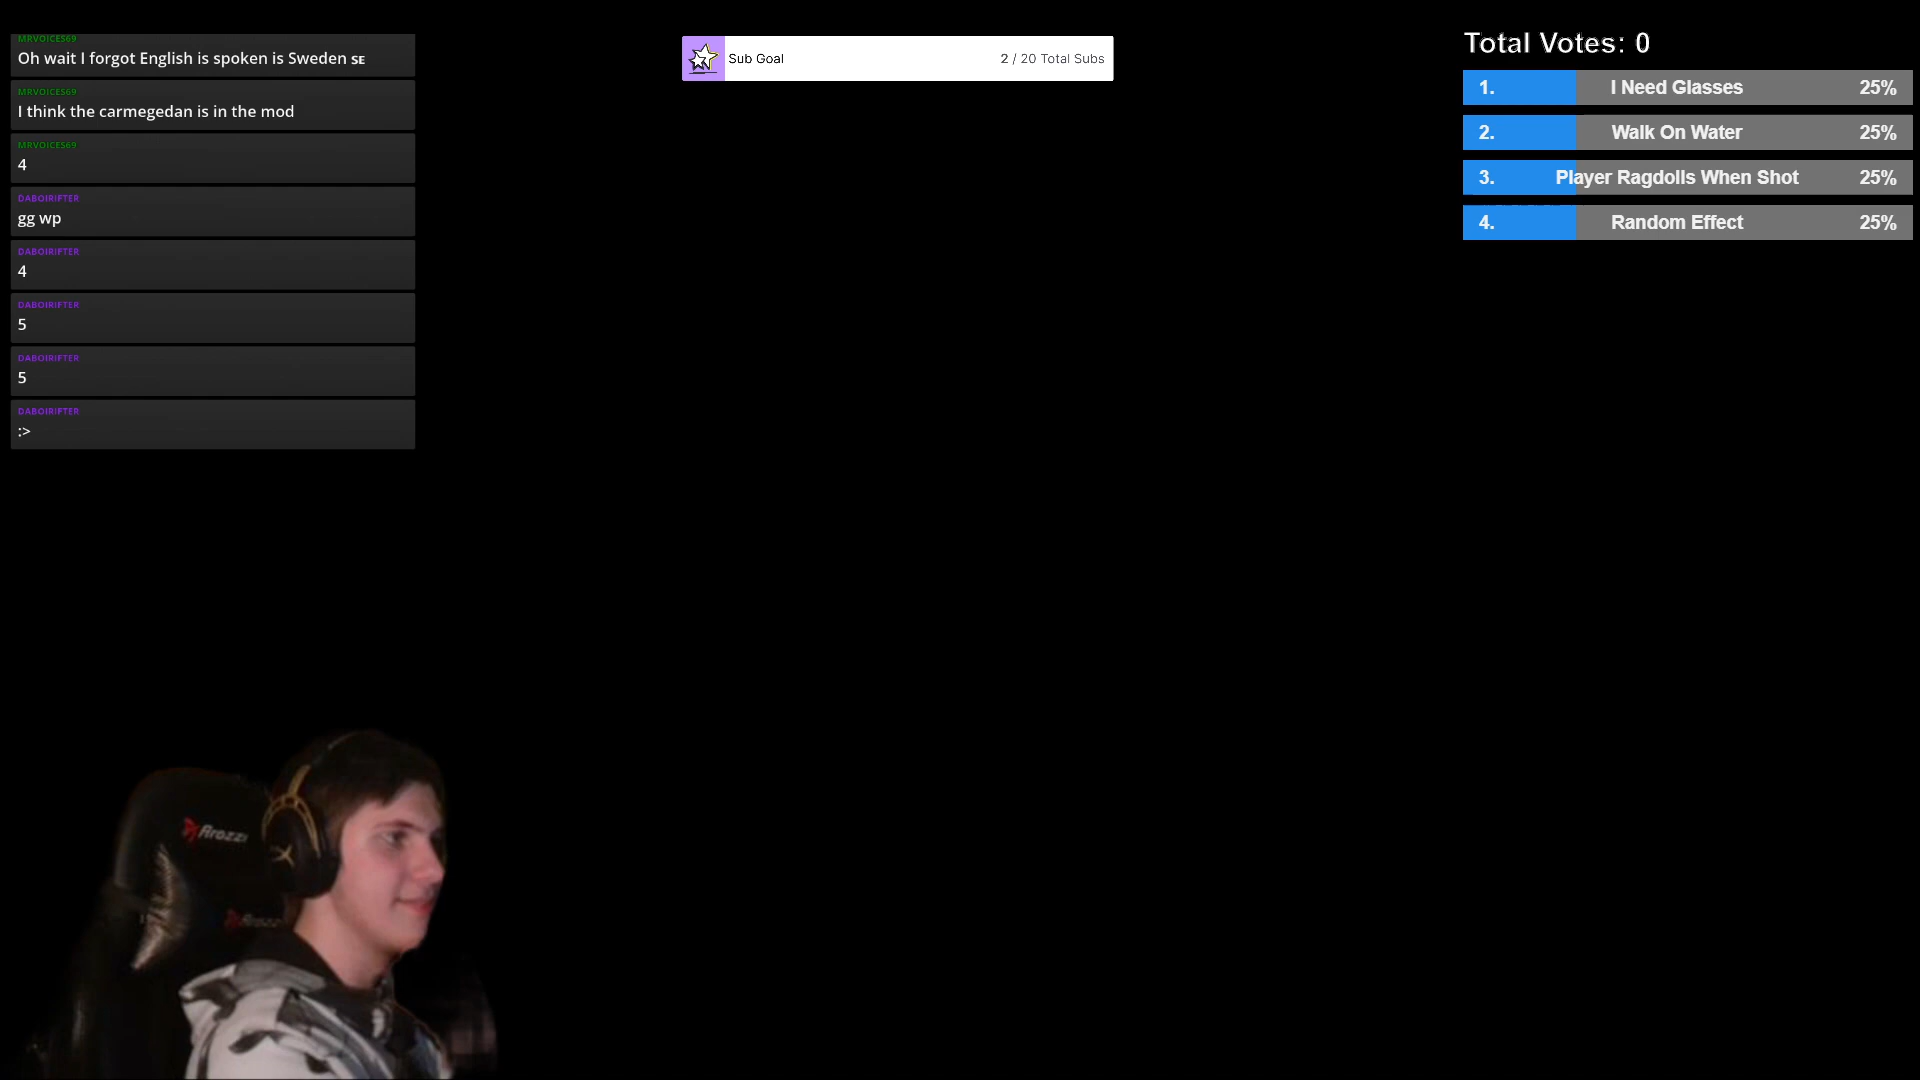 MRVOICES69
Oh wait I forgot English is spoken is Sweden SE
MRVOICES69
I think the carmegedan is in the mod
MRVOICES69
4
DABOIRIFTER
gg wp
DABOIRIFTER
4
DABOIRIFTER
5
DABOIRIFTER
5
DABOIRIFTER
:>
Sub Goal 2 / 20 Total Subs
Total Votes: 0
1. I Need Glasses 25%
2. Walk On Water 25%
3. Player Ragdolls When Shot 25%
4. Random Effect 25%
Arozzi
Arozzi